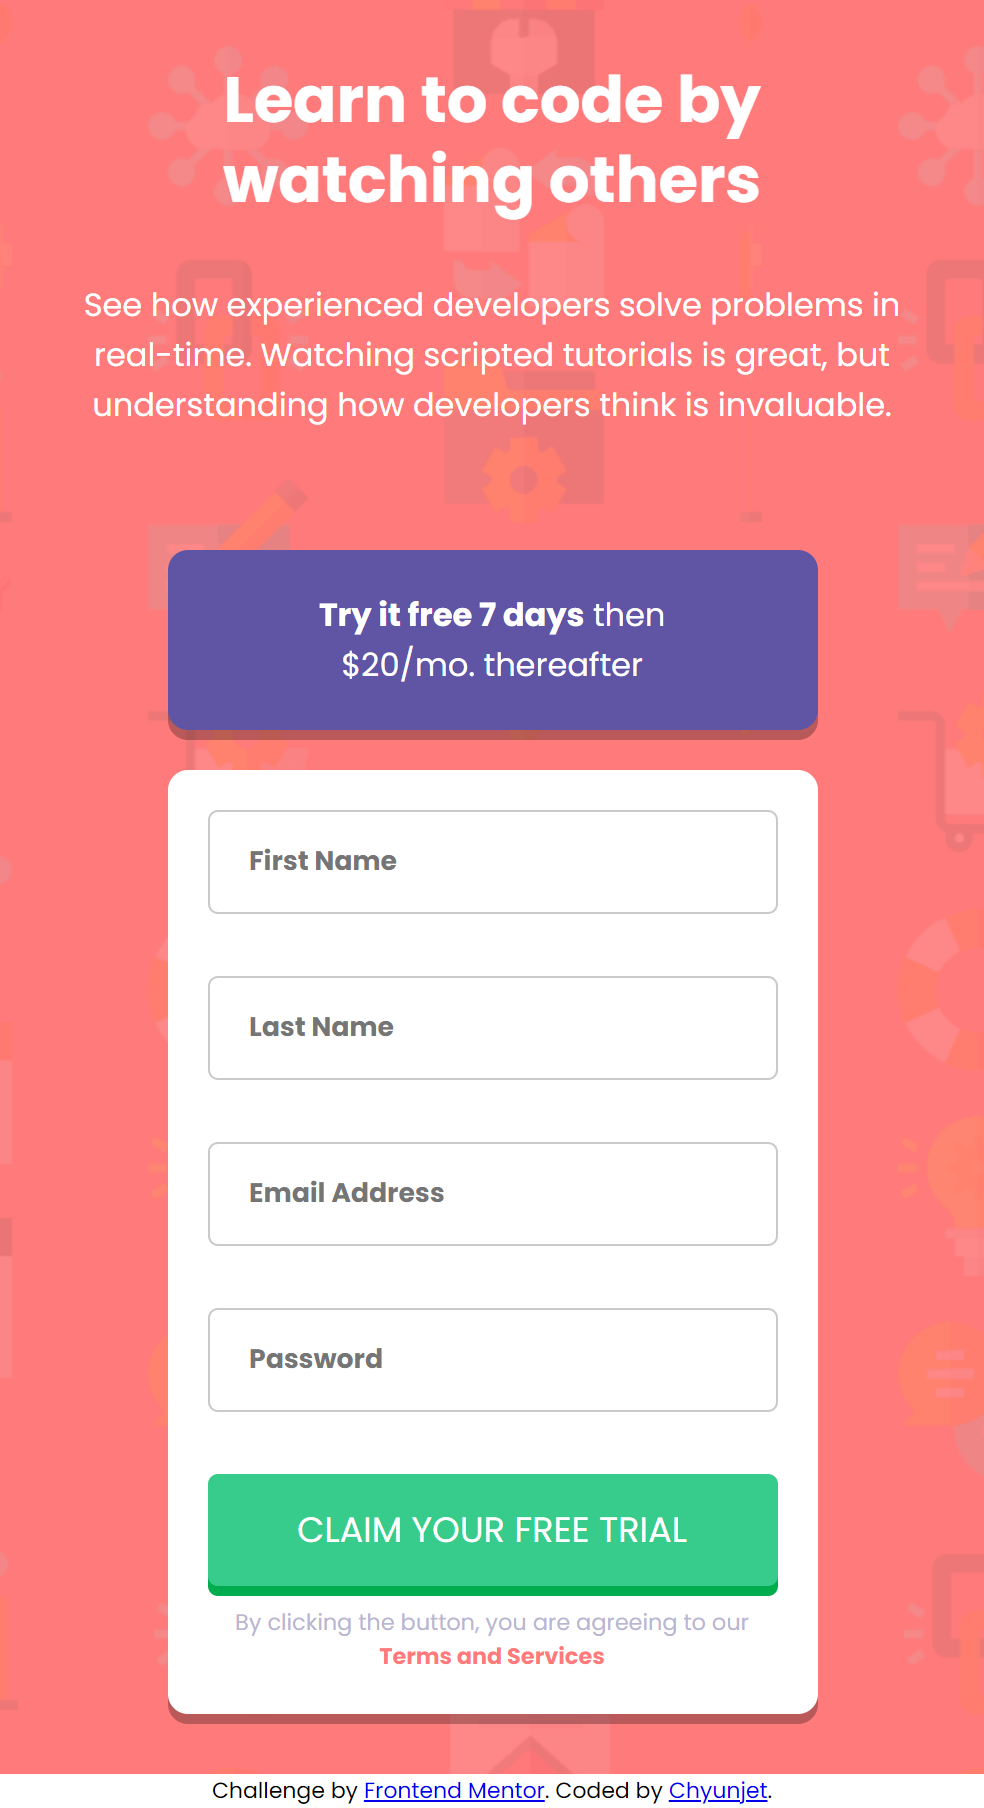 Learn to code by
watching others
See how experienced developers solve problems in
real-time. Watching scripted tutorials is great, but
understanding how developers think is invaluable.
Try it free 7 days then
$20/mo. thereafter
First Name
Last Name
Email Address
Password
CLAIM YOUR FREE TRIAL
By clicking the button, you are agreeing to our
Terms and Services
Challenge by Frontend Mentor. Coded by Chyunjet.